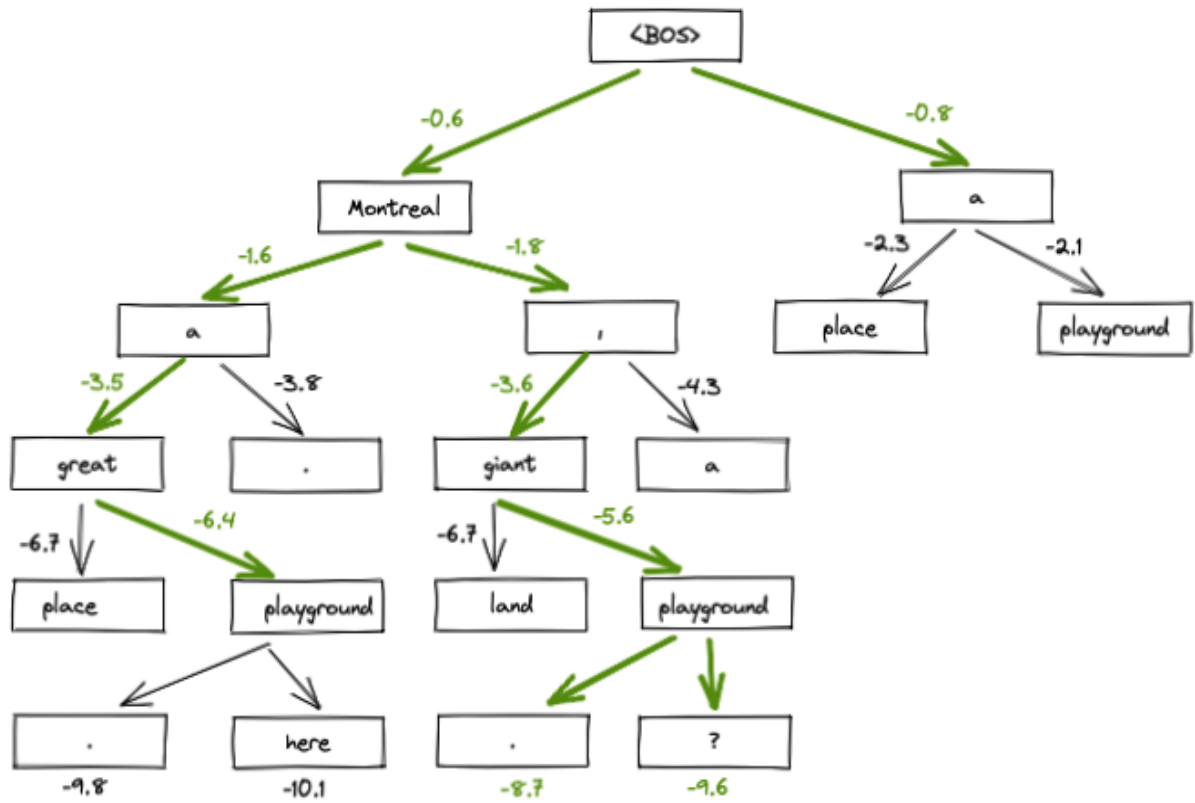 <BOS>
-0.6 -0.8
Montreal a
-1.6 -1.8 -2.3 -2.1
a , place playground
-3.5 -3.8 -3.6 -4.3
great . giant a
-6.7 -6.4 -6.7 -5.6
place playground land playground
. here . ?
-9.8 -10.1 -8.7 -9.6